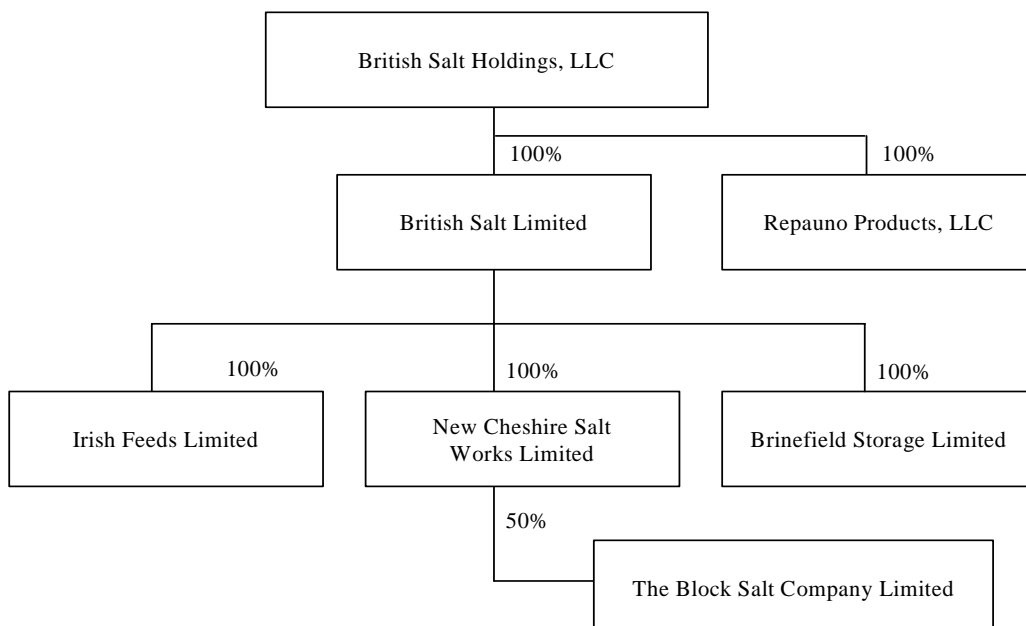 British Salt Holdings, LLC
100%
100%
British Salt Limited
Repauno Products, LLC
100%
100%
100%
Irish Feeds Limited
New Cheshire Salt
Works Limited
Brinefield Storage Limited
50%
The Block Salt Company Limited